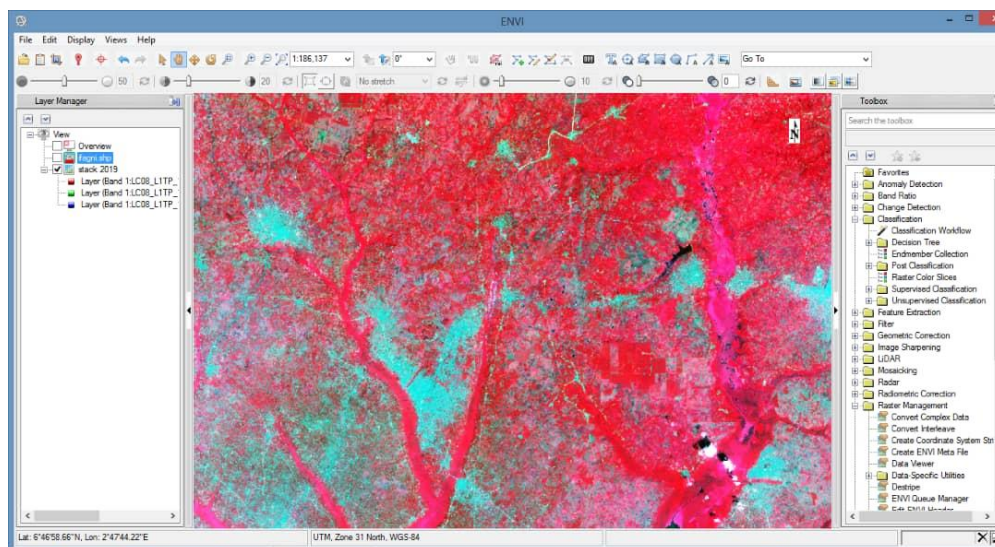 ENVI
File Edit Display Views Help
1:186,137 0° Go To
50 20 No stretch 10 0
Layer Manager
Toolbox
View
Overview
ifagni.shp
stack 2019
Layer (Band 1:LC08_L1TP_
Layer (Band 1:LC08_L1TP_
Layer (Band 1:LC08_L1TP_
N
Search the toolbox
Favorites
Anomaly Detection
Band Ratio
Change Detection
Classification
Classification Workflow
Decision Tree
Endmember Collection
Post Classification
Raster Color Slices
Supervised Classification
Unsupervised Classification
Feature Extraction
Filter
Geometric Correction
Image Sharpening
LiDAR
Mosaicking
Radar
Radiometric Correction
Raster Management
Convert Complex Data
Convert Interleave
Create Coordinate System Stri
Create ENVI Meta File
Data Viewer
Data-Specific Utilities
Destripe
ENVI Queue Manager
Edit ENVI Header
Lat: 6°46'58.66"N, Lon: 2°47'44.22"E
UTM, Zone 31 North, WGS-84